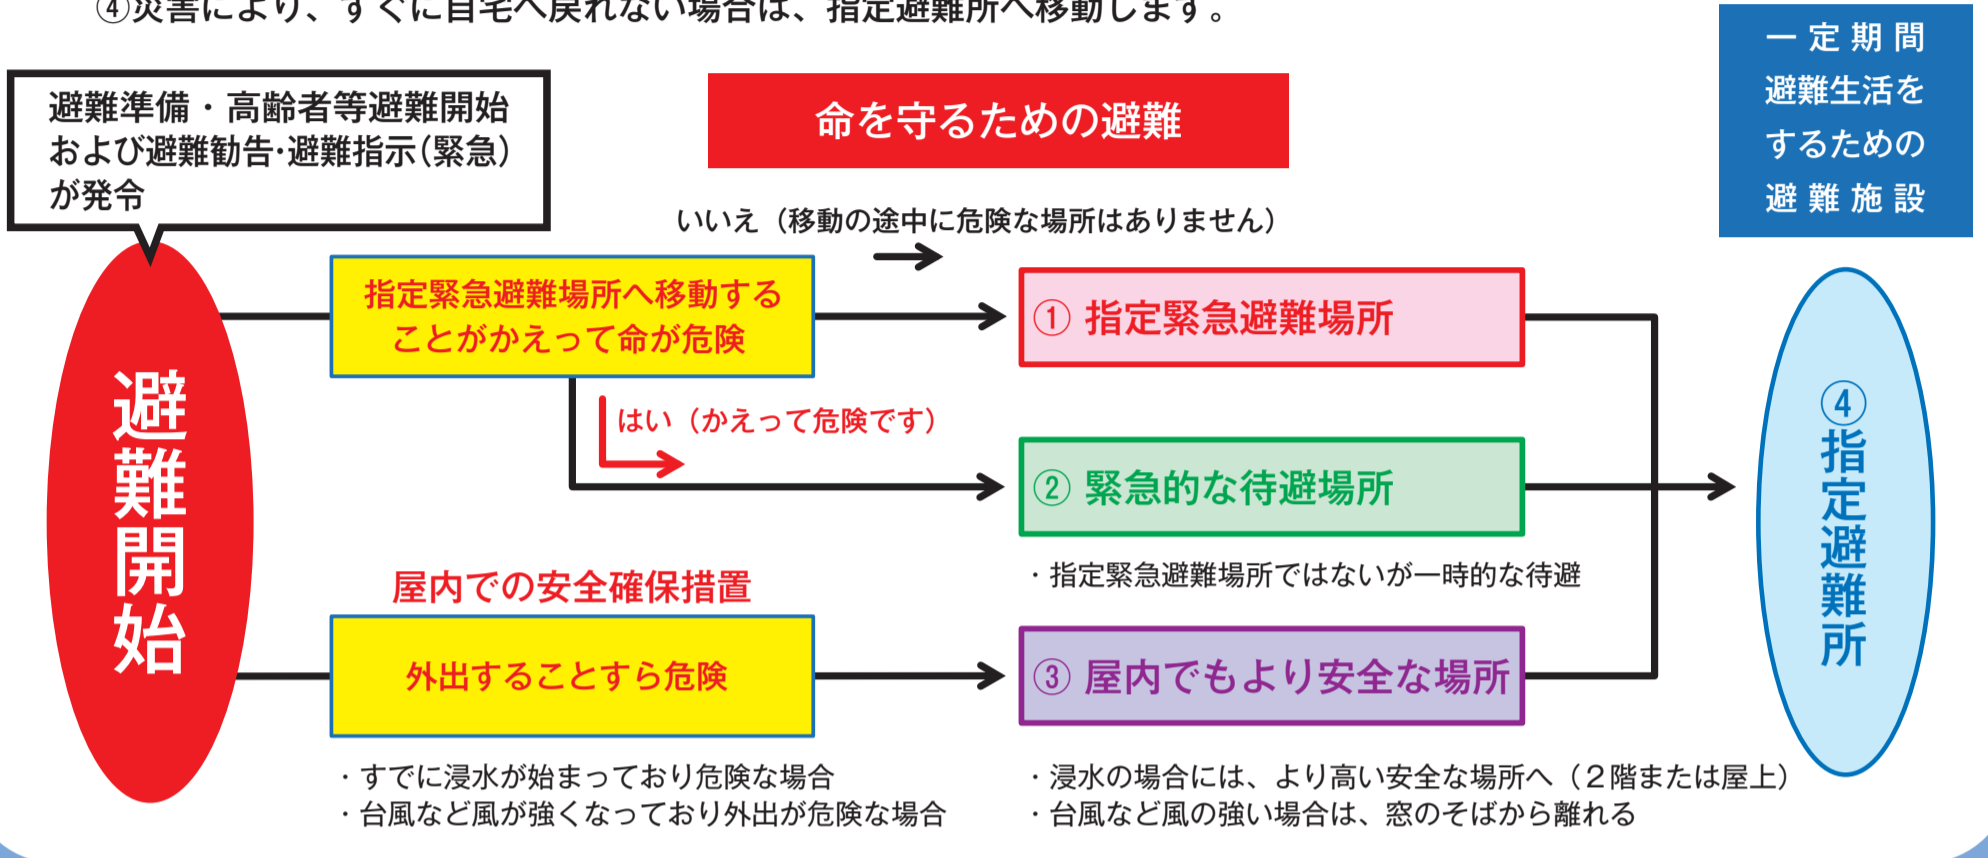 ④災害により、すぐに自宅へ戻れない場合は、指定避難所へ移動します。
避難準備・高齢者等避難開始
および避難勧告・避難指示(緊急)
が発令
命を守るための避難
一定期間
避難生活を
するための
避難施設
いいえ（移動の途中に危険な場所はありません）
避難開始
指定緊急避難場所へ移動する
ことがかえって命が危険
① 指定緊急避難場所
はい（かえって危険です）
② 緊急的な待避場所
・指定緊急避難場所ではないが一時的な待避
④指定避難所
屋内での安全確保措置
外出することすら危険
③ 屋内でもより安全な場所
・すでに浸水が始まっており危険な場合
・台風など風が強くなっており外出が危険な場合
・浸水の場合には、より高い安全な場所へ（２階または屋上）
・台風など風の強い場合は、窓のそばから離れる